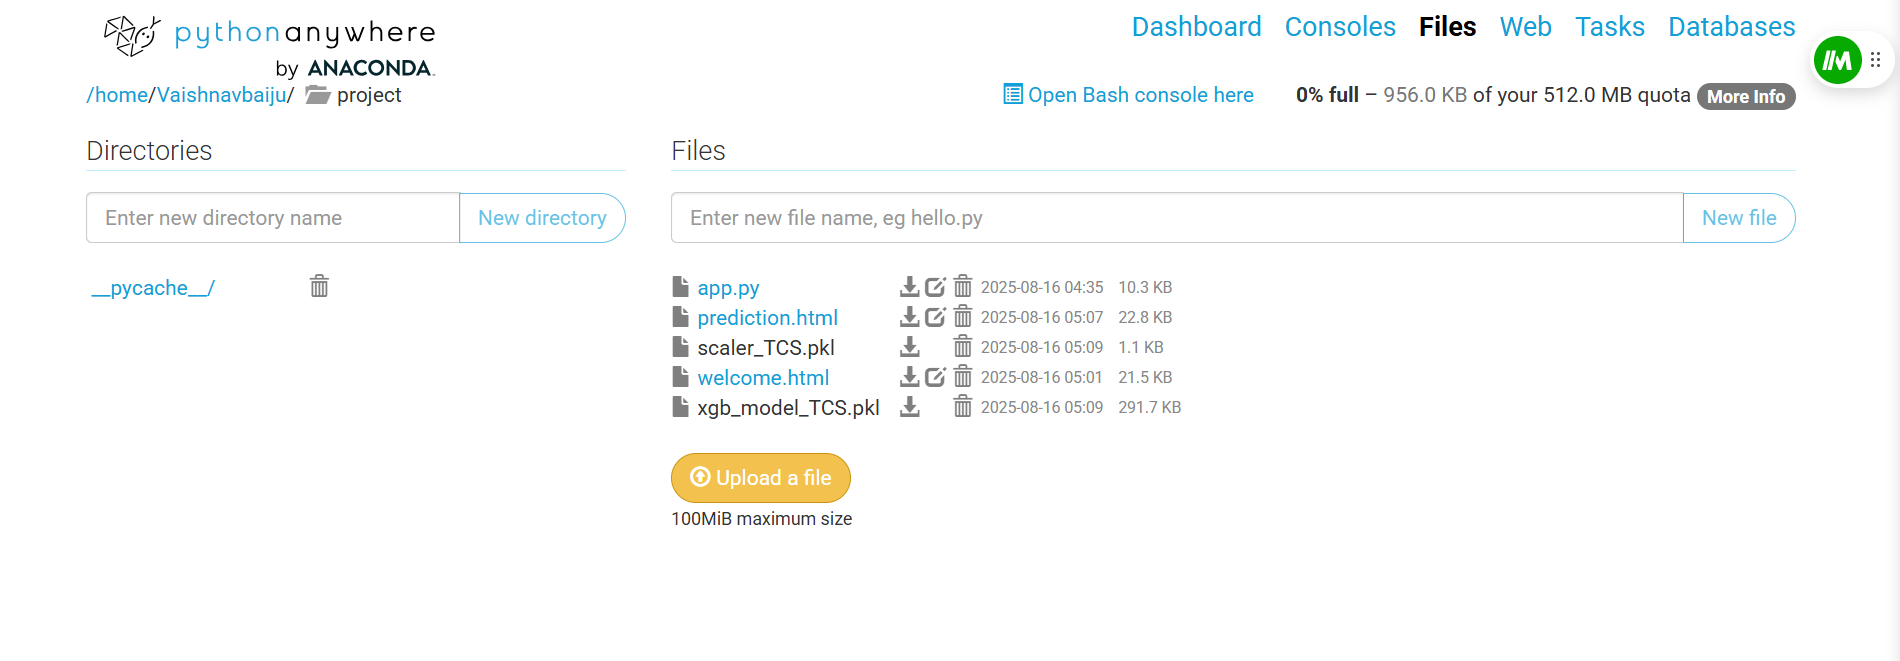 pythonanywhere
by ANACONDA.
Dashboard Consoles Files Web Tasks Databases
/home/Vaishnavbaiju/ project
Open Bash console here 0% full – 956.0 KB of your 512.0 MB quota More Info
Directories
Enter new directory name New directory
__pycache__/
Files
Enter new file name, eg hello.py New file
app.py 2025-08-16 04:35 10.3 KB
prediction.html 2025-08-16 05:07 22.8 KB
scaler_TCS.pkl 2025-08-16 05:09 1.1 KB
welcome.html 2025-08-16 05:01 21.5 KB
xgb_model_TCS.pkl 2025-08-16 05:09 291.7 KB
Upload a file
100MiB maximum size